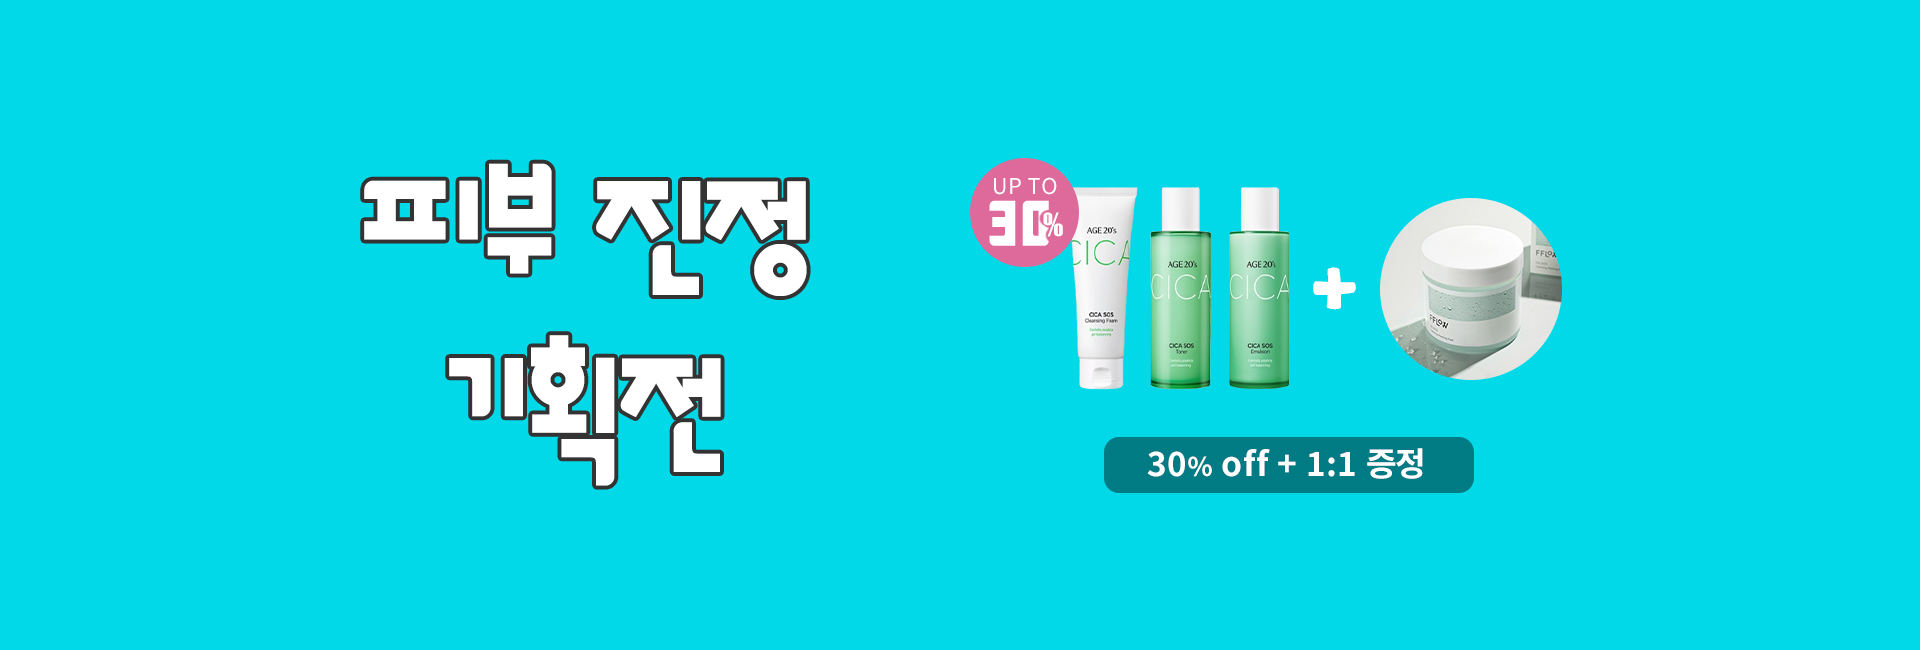 피부 진정
기획전
UP TO
30%
AGE 20's
CICA
CICA SOS
Cleansing Foam
AGE 20's
CICA
CICA SOS
Toner
AGE 20's
CICA
CICA SOS
Emulsion
+
FFLOW
FFLOW
30% off + 1:1 증정